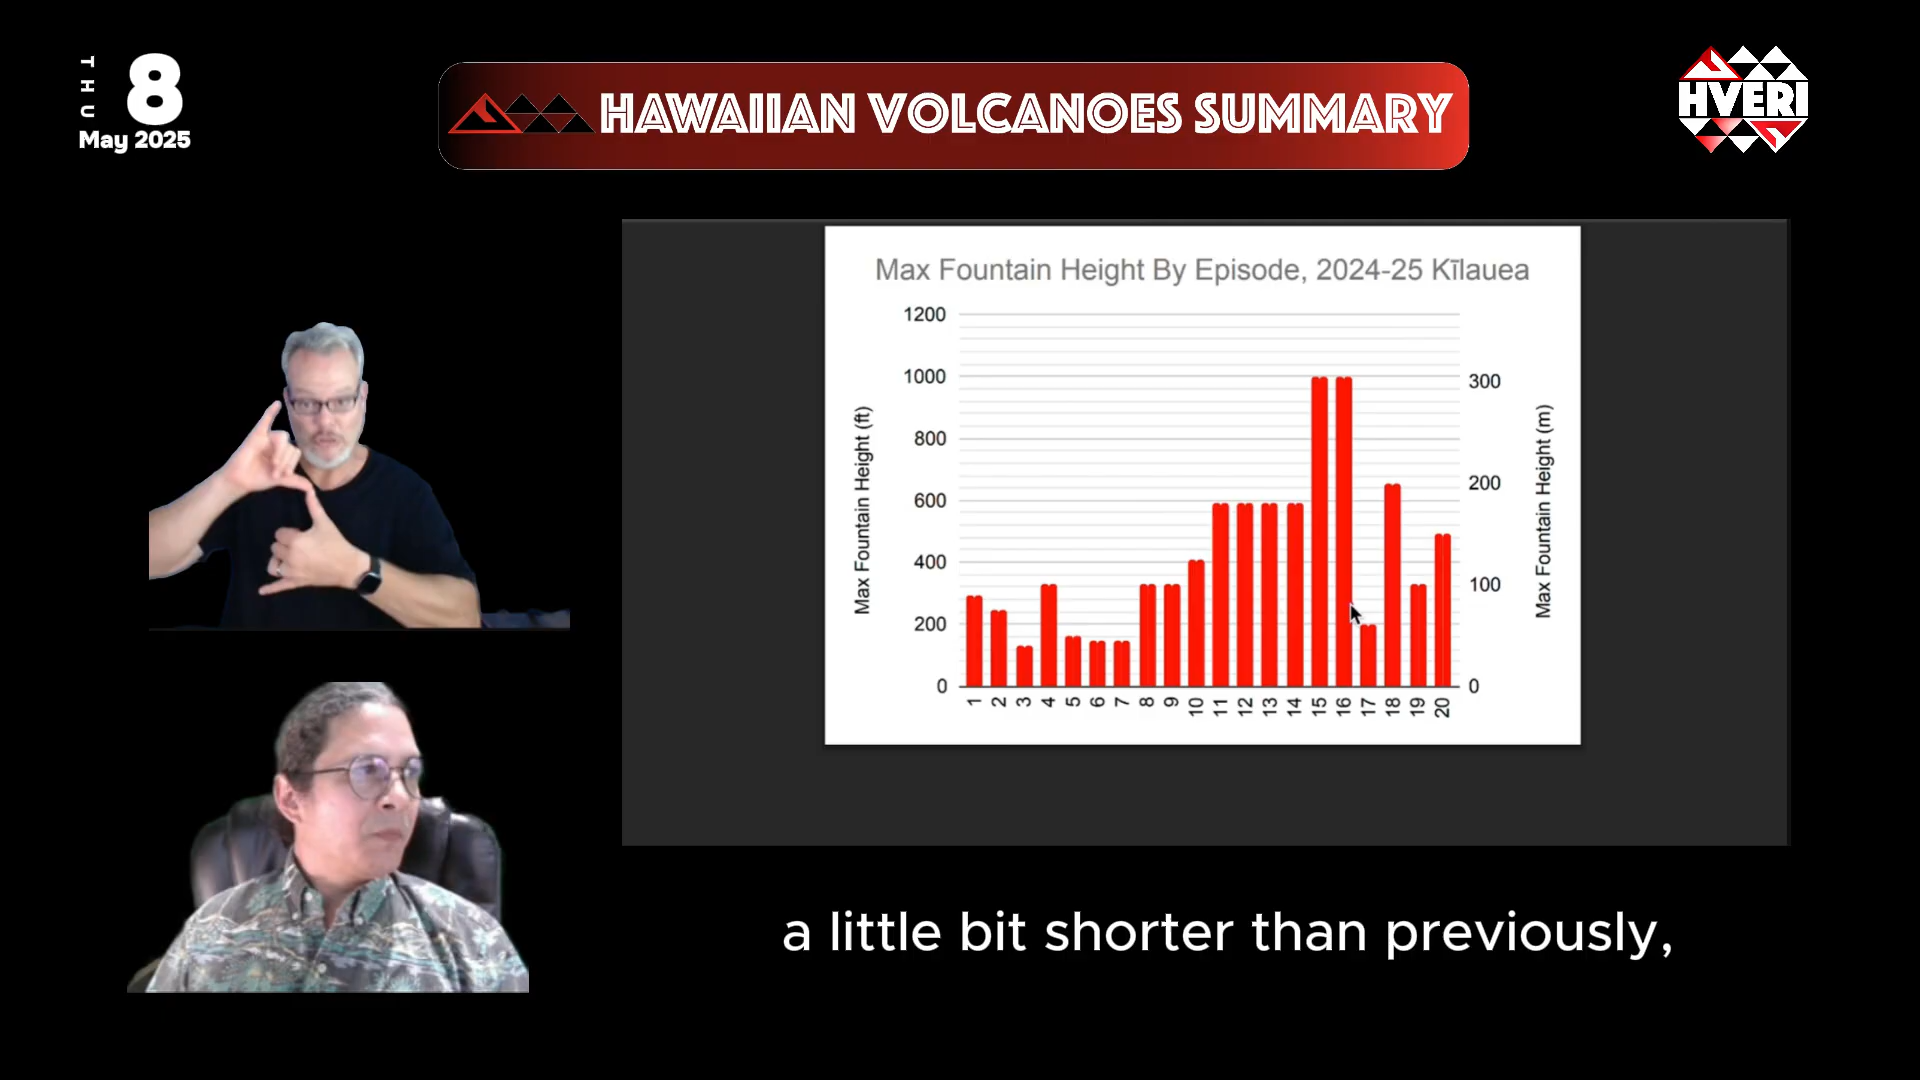 THU
8
May 2025
HAWAIIAN VOLCANOES SUMMARY
HVERI
Max Fountain Height By Episode, 2024-25 Kīlauea
Max Fountain Height (ft)
1200
1000
800
600
400
200
0
300
200
100
0
Max Fountain Height (m)
1 2 3 4 5 6 7 8 9 10 11 12 13 14 15 16 17 18 19 20
a little bit shorter than previously,